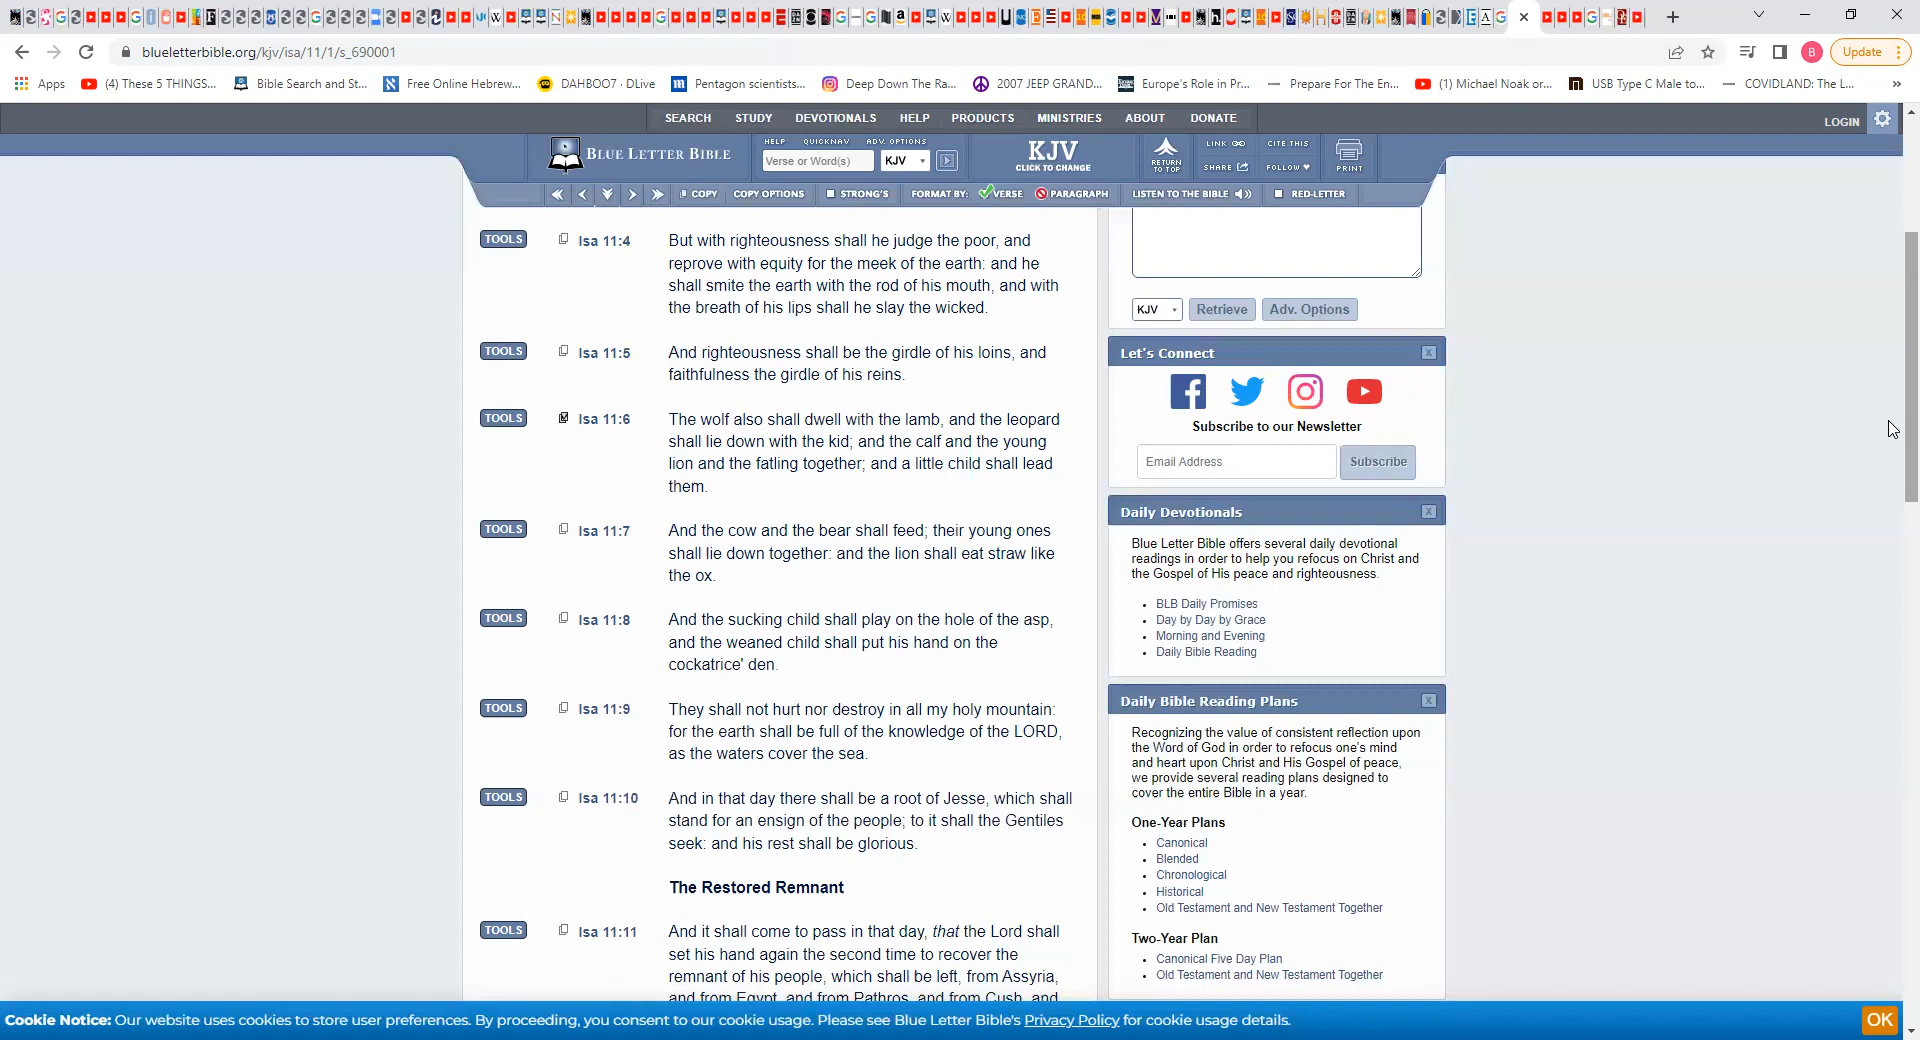 blueletterbible.org/kjv/isa/11/1/s_690001
B
Update
Apps
(4) These 5 THINGS...
Bible Search and St...
Free Online Hebrew...
DAHBOO7 · DLive
Pentagon scientists...
Deep Down The Ra...
2007 JEEP GRAND...
Europe's Role in Pr...
Prepare For The En...
(1) Michael Noak or...
USB Type C Male to...
COVIDLAND: The L...
SEARCH STUDY DEVOTIONALS HELP PRODUCTS MINISTRIES ABOUT DONATE
LOGIN
BLUE LETTER BIBLE
HELP QUICKNAV ADV. OPTIONS
Verse or Word(s)
KJV
KJV
CLICK TO CHANGE
RETURN
TO TOP
LINK
SHARE
CITE THIS
FOLLOW
PRINT
COPY COPY OPTIONS STRONG'S FORMAT BY: VERSE PARAGRAPH LISTEN TO THE BIBLE RED-LETTER
TOOLS Isa 11:4 But with righteousness shall he judge the poor, and
reprove with equity for the meek of the earth: and he
shall smite the earth with the rod of his mouth, and with
the breath of his lips shall he slay the wicked.
TOOLS Isa 11:5 And righteousness shall be the girdle of his loins, and
faithfulness the girdle of his reins.
TOOLS Isa 11:6 The wolf also shall dwell with the lamb, and the leopard
shall lie down with the kid; and the calf and the young
lion and the fatling together; and a little child shall lead
them.
TOOLS Isa 11:7 And the cow and the bear shall feed; their young ones
shall lie down together: and the lion shall eat straw like
the ox.
TOOLS Isa 11:8 And the sucking child shall play on the hole of the asp,
and the weaned child shall put his hand on the
cockatrice' den.
TOOLS Isa 11:9 They shall not hurt nor destroy in all my holy mountain:
for the earth shall be full of the knowledge of the LORD,
as the waters cover the sea.
TOOLS Isa 11:10 And in that day there shall be a root of Jesse, which shall
stand for an ensign of the people; to it shall the Gentiles
seek: and his rest shall be glorious.
The Restored Remnant
TOOLS Isa 11:11 And it shall come to pass in that day, that the Lord shall
set his hand again the second time to recover the
remnant of his people, which shall be left, from Assyria,
and from Egypt, and from Pathros, and from Cush, and
KJV Retrieve Adv. Options
Let's Connect
Subscribe to our Newsletter
Email Address Subscribe
Daily Devotionals
Blue Letter Bible offers several daily devotional
readings in order to help you refocus on Christ and
the Gospel of His peace and righteousness.
BLB Daily Promises
Day by Day by Grace
Morning and Evening
Daily Bible Reading
Daily Bible Reading Plans
Recognizing the value of consistent reflection upon
the Word of God in order to refocus one's mind
and heart upon Christ and His Gospel of peace,
we provide several reading plans designed to
cover the entire Bible in a year.
One-Year Plans
Canonical
Blended
Chronological
Historical
Old Testament and New Testament Together
Two-Year Plan
Canonical Five Day Plan
Old Testament and New Testament Together
Cookie Notice: Our website uses cookies to store user preferences. By proceeding, you consent to our cookie usage. Please see Blue Letter Bible's Privacy Policy for cookie usage details.
OK